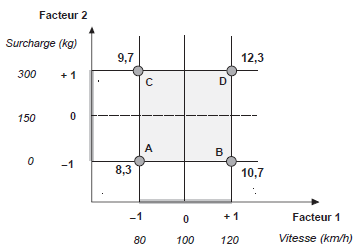 Facteur 2
Surcharge (kg)
9,7 12,3
300 + 1 C D
150 0
A B
0 −1
8,3 10,7
−1 0 + 1 Facteur 1
80 100 120 Vitesse (km/h)